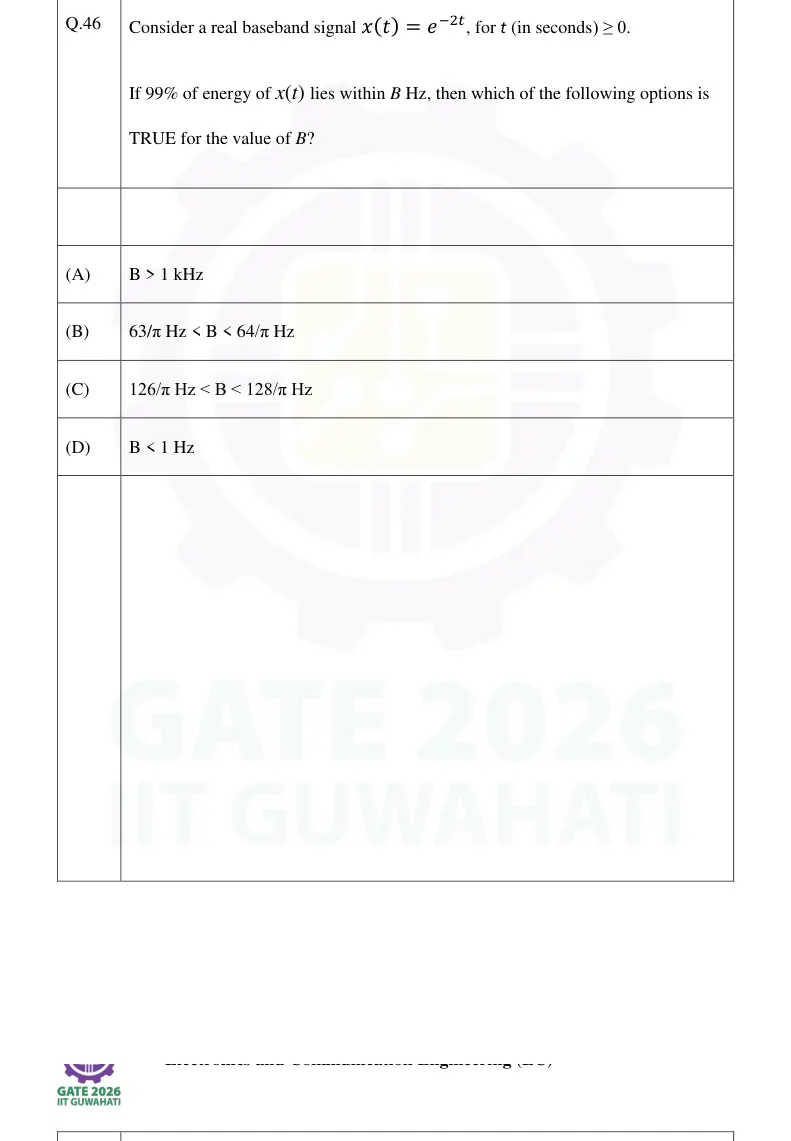 Q.46 Consider a real baseband signal 𝑥(𝑡) = 𝑒^{−2𝑡}, for t (in seconds) ≥ 0.
If 99% of energy of x(t) lies within B Hz, then which of the following options is
TRUE for the value of B?
(A) B > 1 kHz
(B) 63/π Hz < B < 64/π Hz
(C) 126/π Hz < B < 128/π Hz
(D) B < 1 Hz
GATE 2026
IIT GUWAHATI
GATE 2026
IIT GUWAHATI